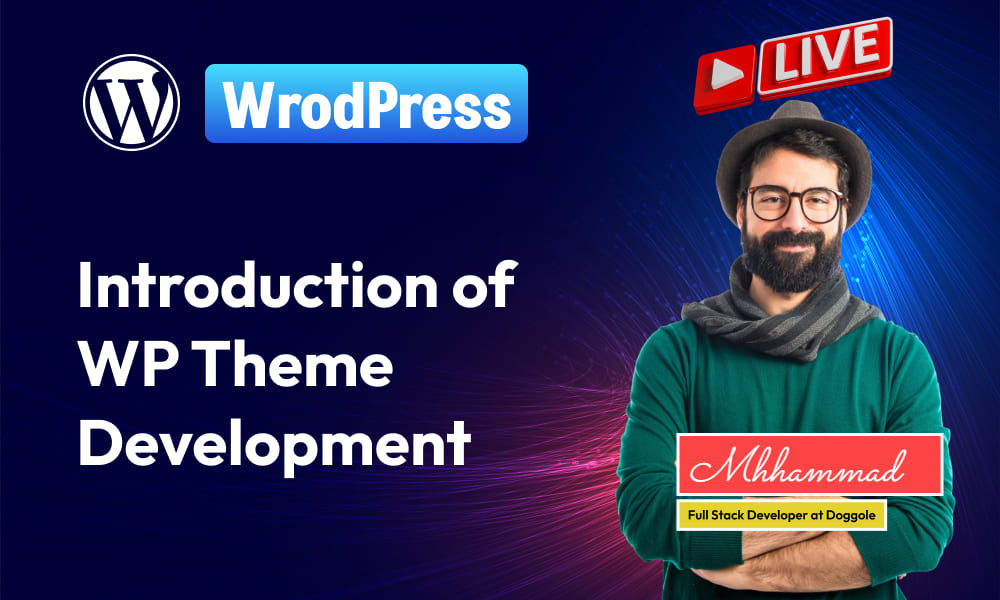 WrodPress
LIVE
Introduction of
WP Theme
Development
Mhhammad
Full Stack Developer at Doggole